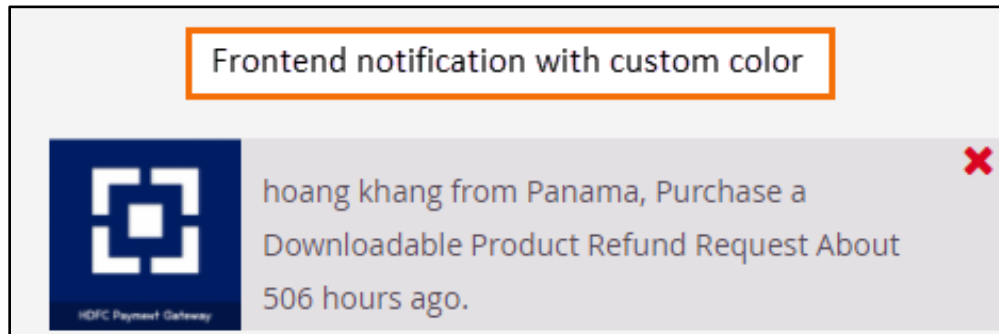 Frontend notification with custom color
hoang khang from Panama, Purchase a
Downloadable Product Refund Request About
506 hours ago.
HDFC Payment Gateway